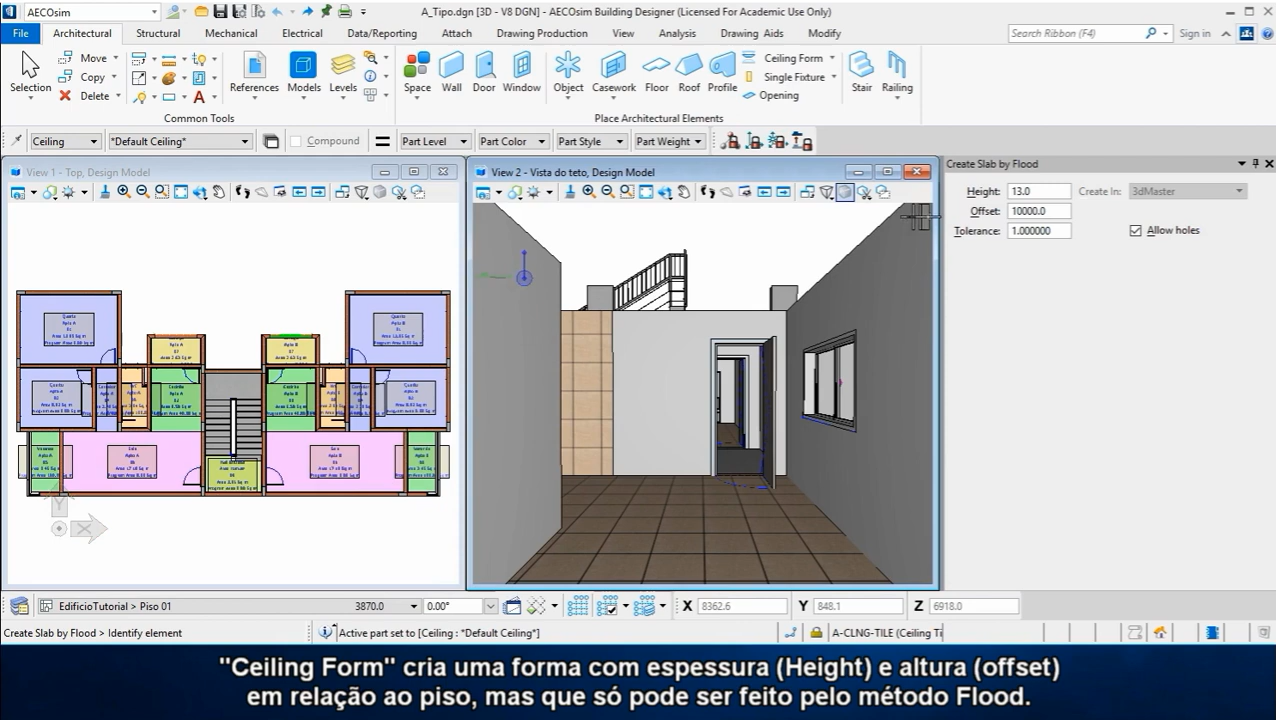 AECOsim
A_Tipo.dgn [3D - V8 DGN] - AECOsim Building Designer (Licensed For Academic Use Only)
File Architectural Structural Mechanical Electrical Data/Reporting Attach Drawing Production View Analysis Drawing Aids Modify
Search Ribbon (F4) Sign in
Selection
Move
Copy
Delete
References Models Levels
Common Tools
Space Wall Door Window Object Casework Floor Roof Profile
Ceiling Form
Single Fixture
Opening
Stair Railing
Place Architectural Elements
Ceiling *Default Ceiling* Compound Part Level Part Color Part Style Part Weight
View 1 - Top, Design Model
View 2 - Vista do teto, Design Model
Create Slab by Flood
Height: 13.0 Create In: 3dMaster
Offset: 10000.0
Tolerance: 1.000000 Allow holes
Y
X
EdificioTutorial > Piso 01 3870.0 0.00° X 8362.6 Y 848.1 Z 6918.0
Create Slab by Flood > Identify element Active part set to [Ceiling : *Default Ceiling*] A-CLNG-TILE (Ceiling Ti
"Ceiling Form" cria uma forma com espessura (Height) e altura (offset)
em relação ao piso, mas que só pode ser feito pelo método Flood.